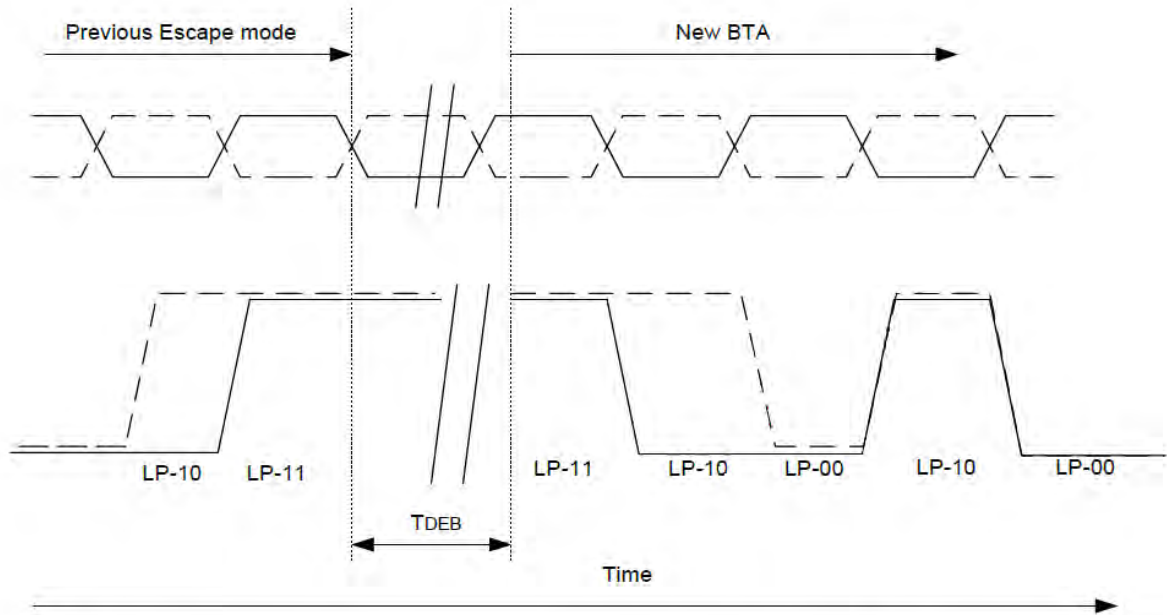 Previous Escape mode
New BTA
LP-10
LP-11
LP-11
LP-10
LP-00
LP-10
LP-00
TDEB
Time